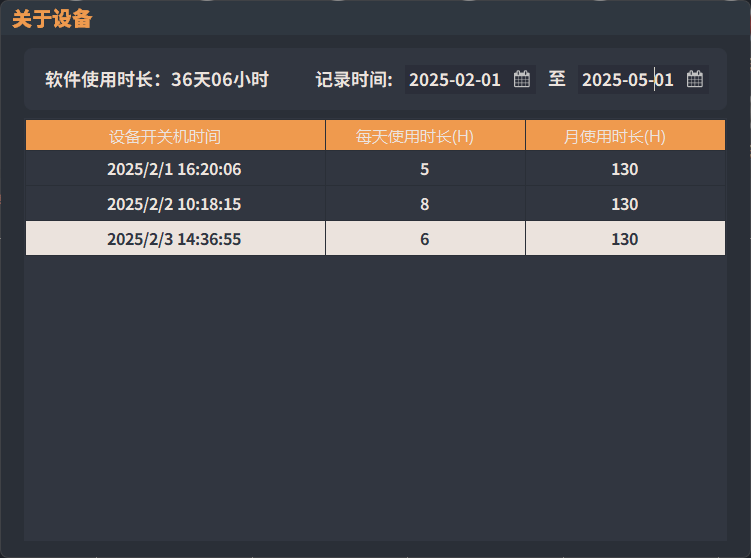 关于设备
软件使用时长：36天06小时 记录时间: 2025-02-01 至 2025-05-01
设备开关机时间 每天使用时长(H) 月使用时长(H)
2025/2/1 16:20:06 5 130
2025/2/2 10:18:15 8 130
2025/2/3 14:36:55 6 130